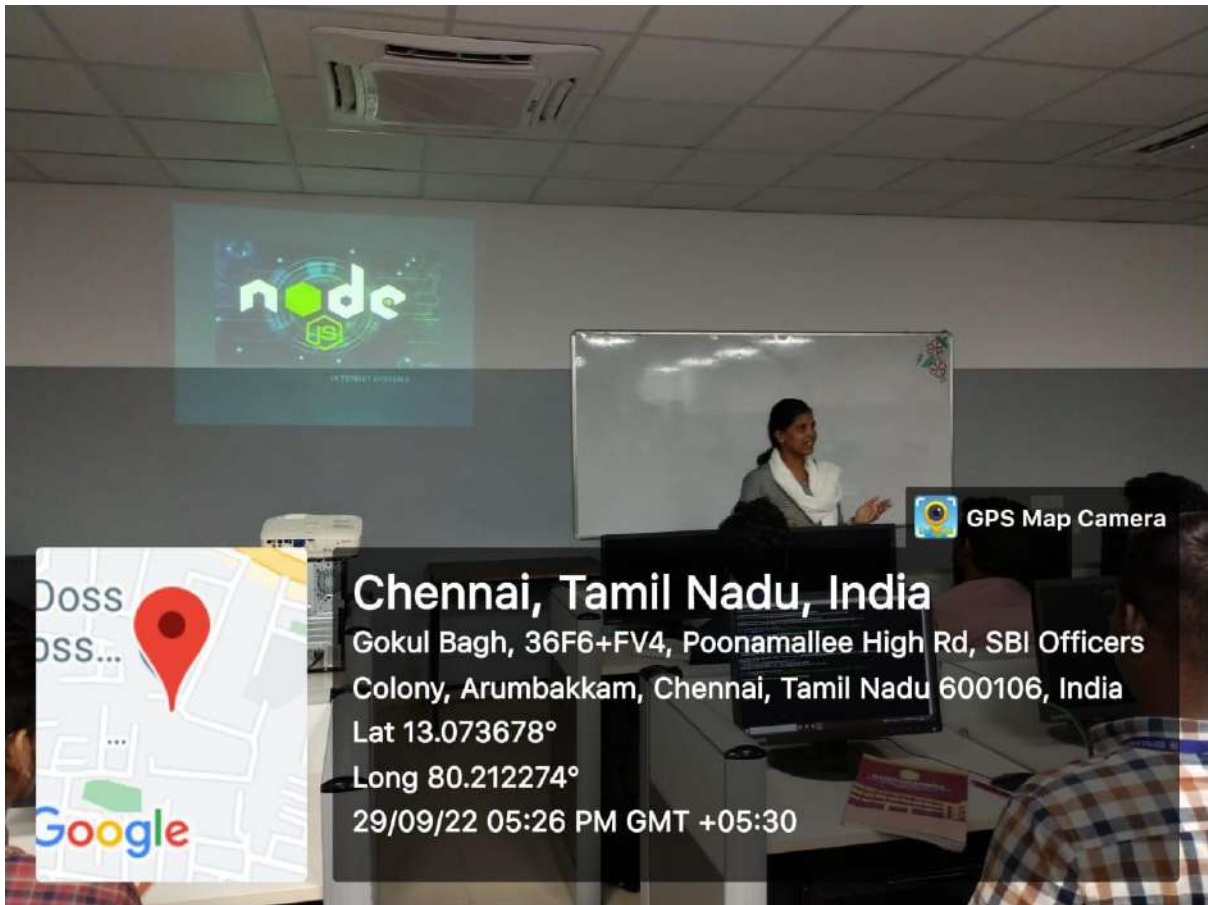 node
JS
GPS Map Camera
Doss
oss...
...
Google
Chennai, Tamil Nadu, India
Gokul Bagh, 36F6+FV4, Poonamallee High Rd, SBI Officers
Colony, Arumbakkam, Chennai, Tamil Nadu 600106, India
Lat 13.073678°
Long 80.212274°
29/09/22 05:26 PM GMT +05:30